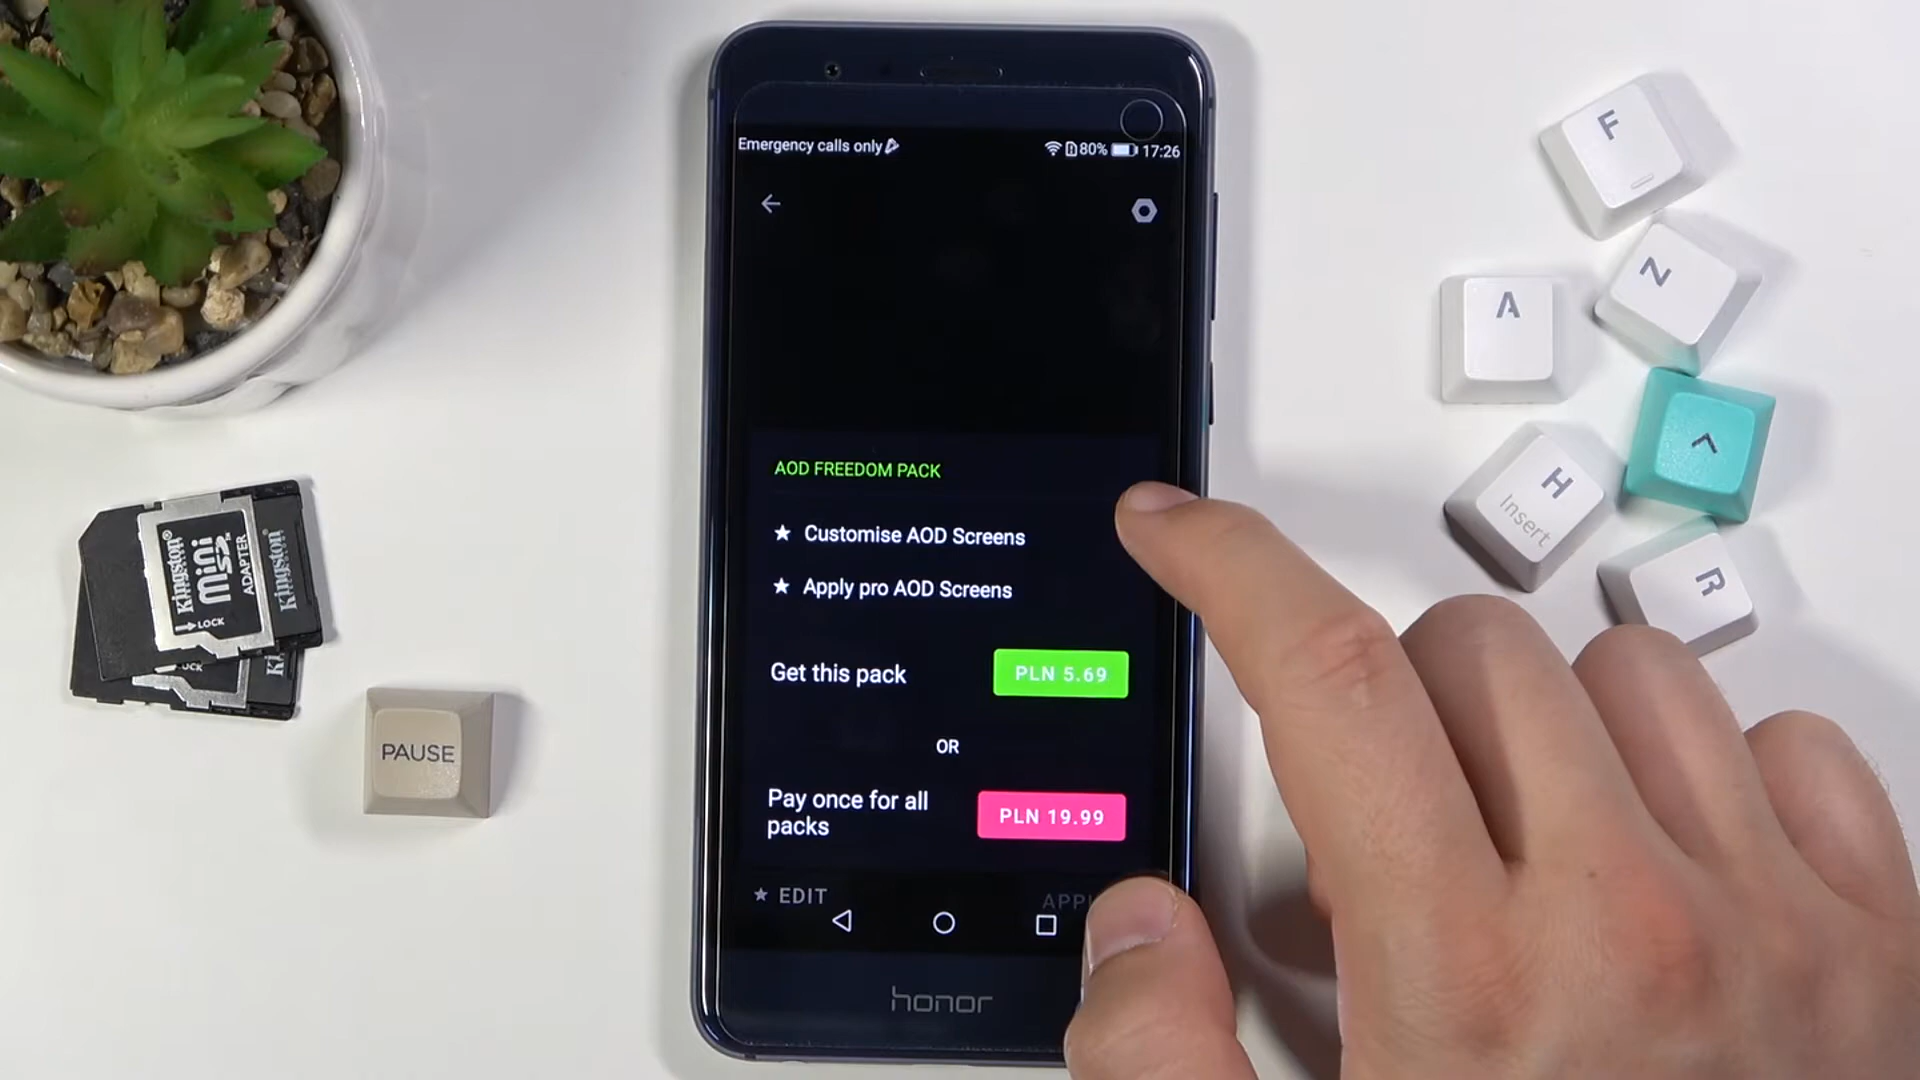 Emergency calls only
80% 17:26
AOD FREEDOM PACK
★ Customise AOD Screens
★ Apply pro AOD Screens
Get this pack
PLN 5.69
OR
Pay once for all
packs
PLN 19.99
★ EDIT
honor
Kingston
mini
SD
ADAPTER
LOCK
Kingston
PAUSE
F
N
A
H
Insert
R